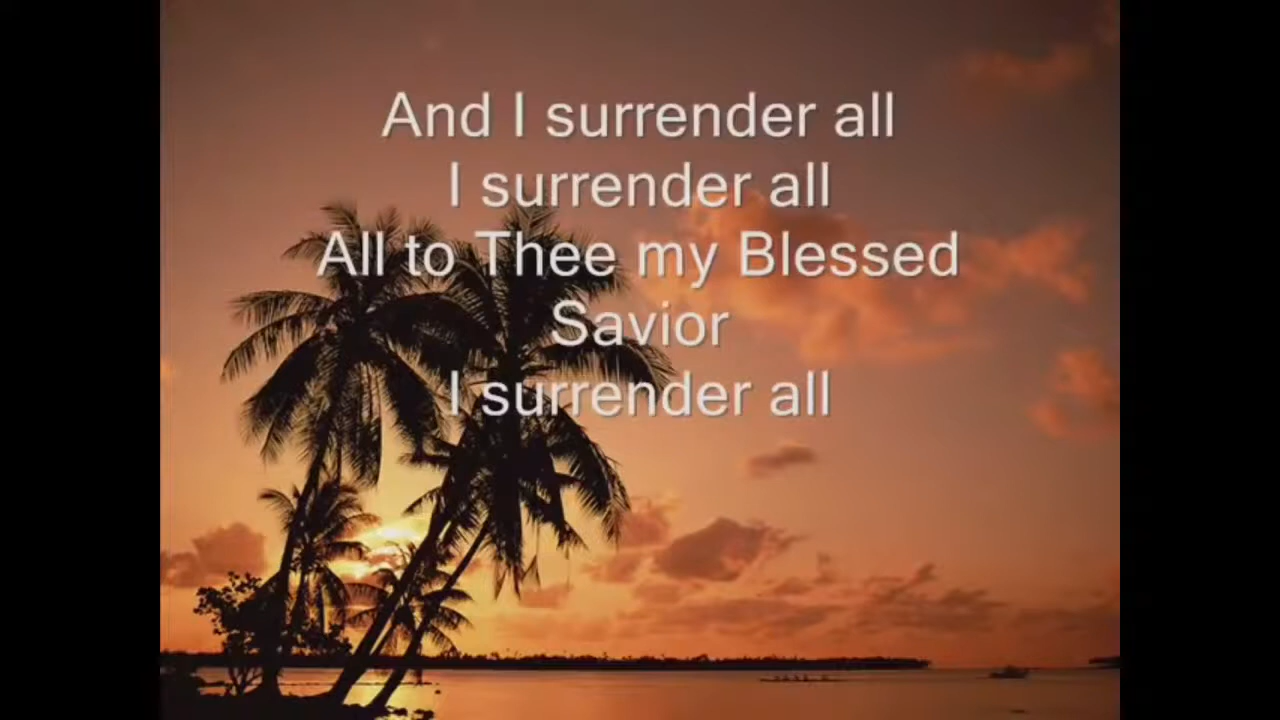 And I surrender all
I surrender all
All to Thee my Blessed
Savior
I surrender all